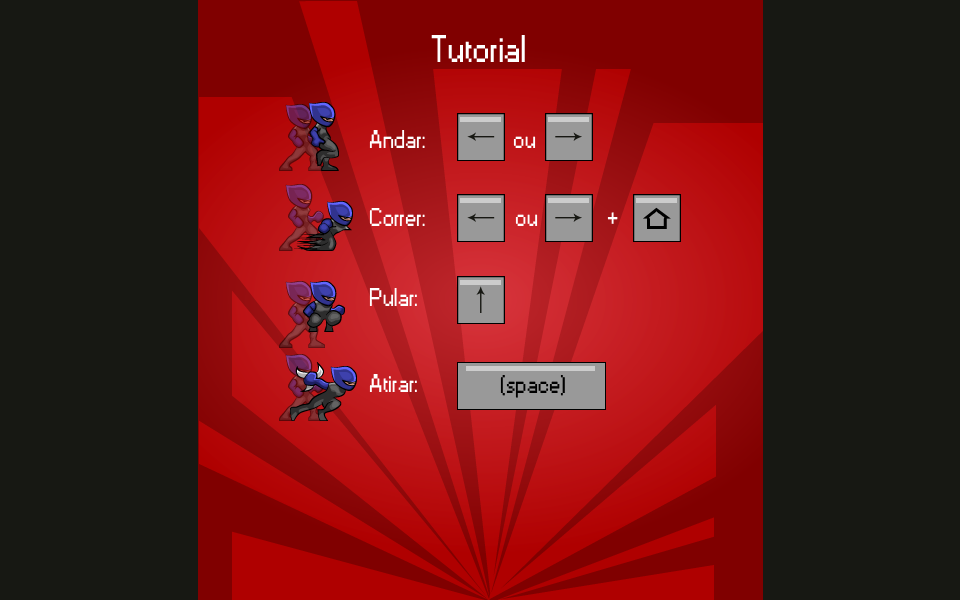 Tutorial
Andar: ← ou →
Correr: ← ou → +
Pular: ↑
Atirar: (space)